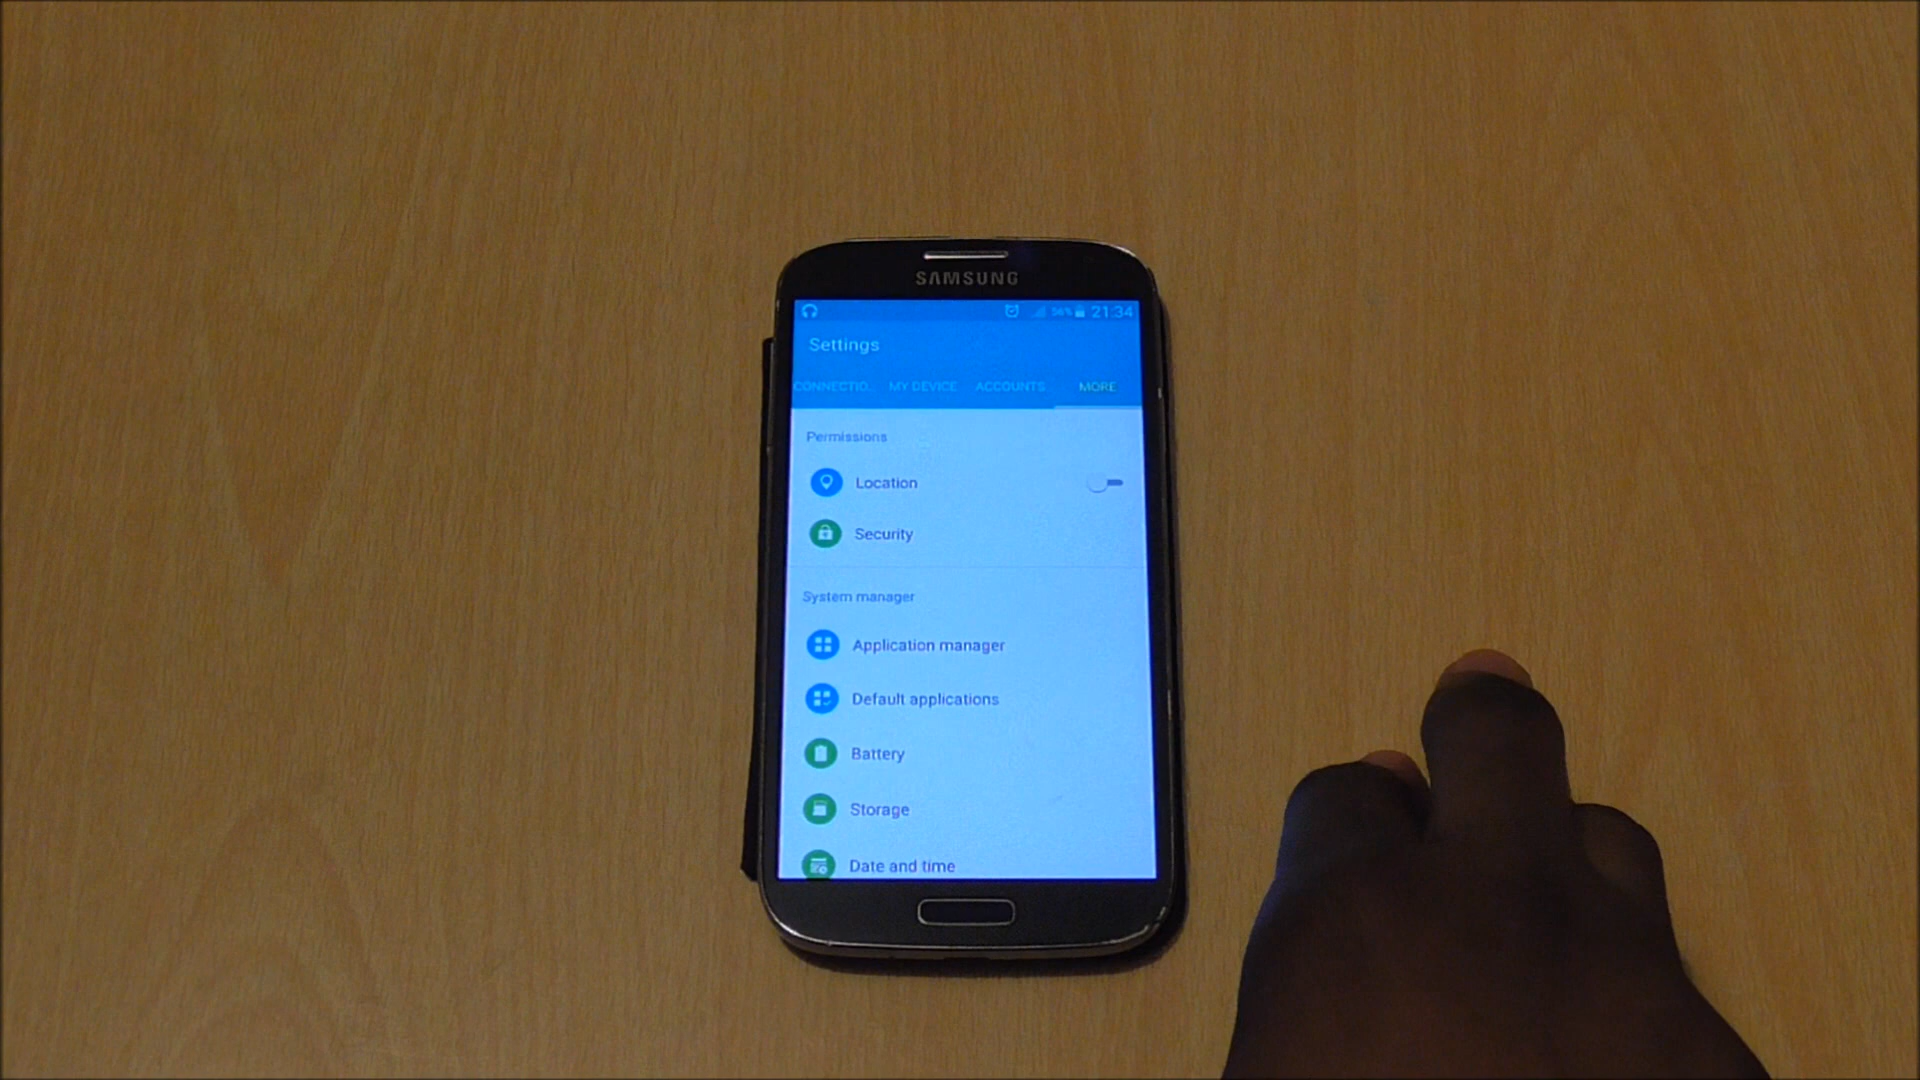 SAMSUNG
56% 21:34
Settings
CONNECTIO.. MY DEVICE ACCOUNTS MORE
Permissions
Location
Security
System manager
Application manager
Default applications
Battery
Storage
Date and time